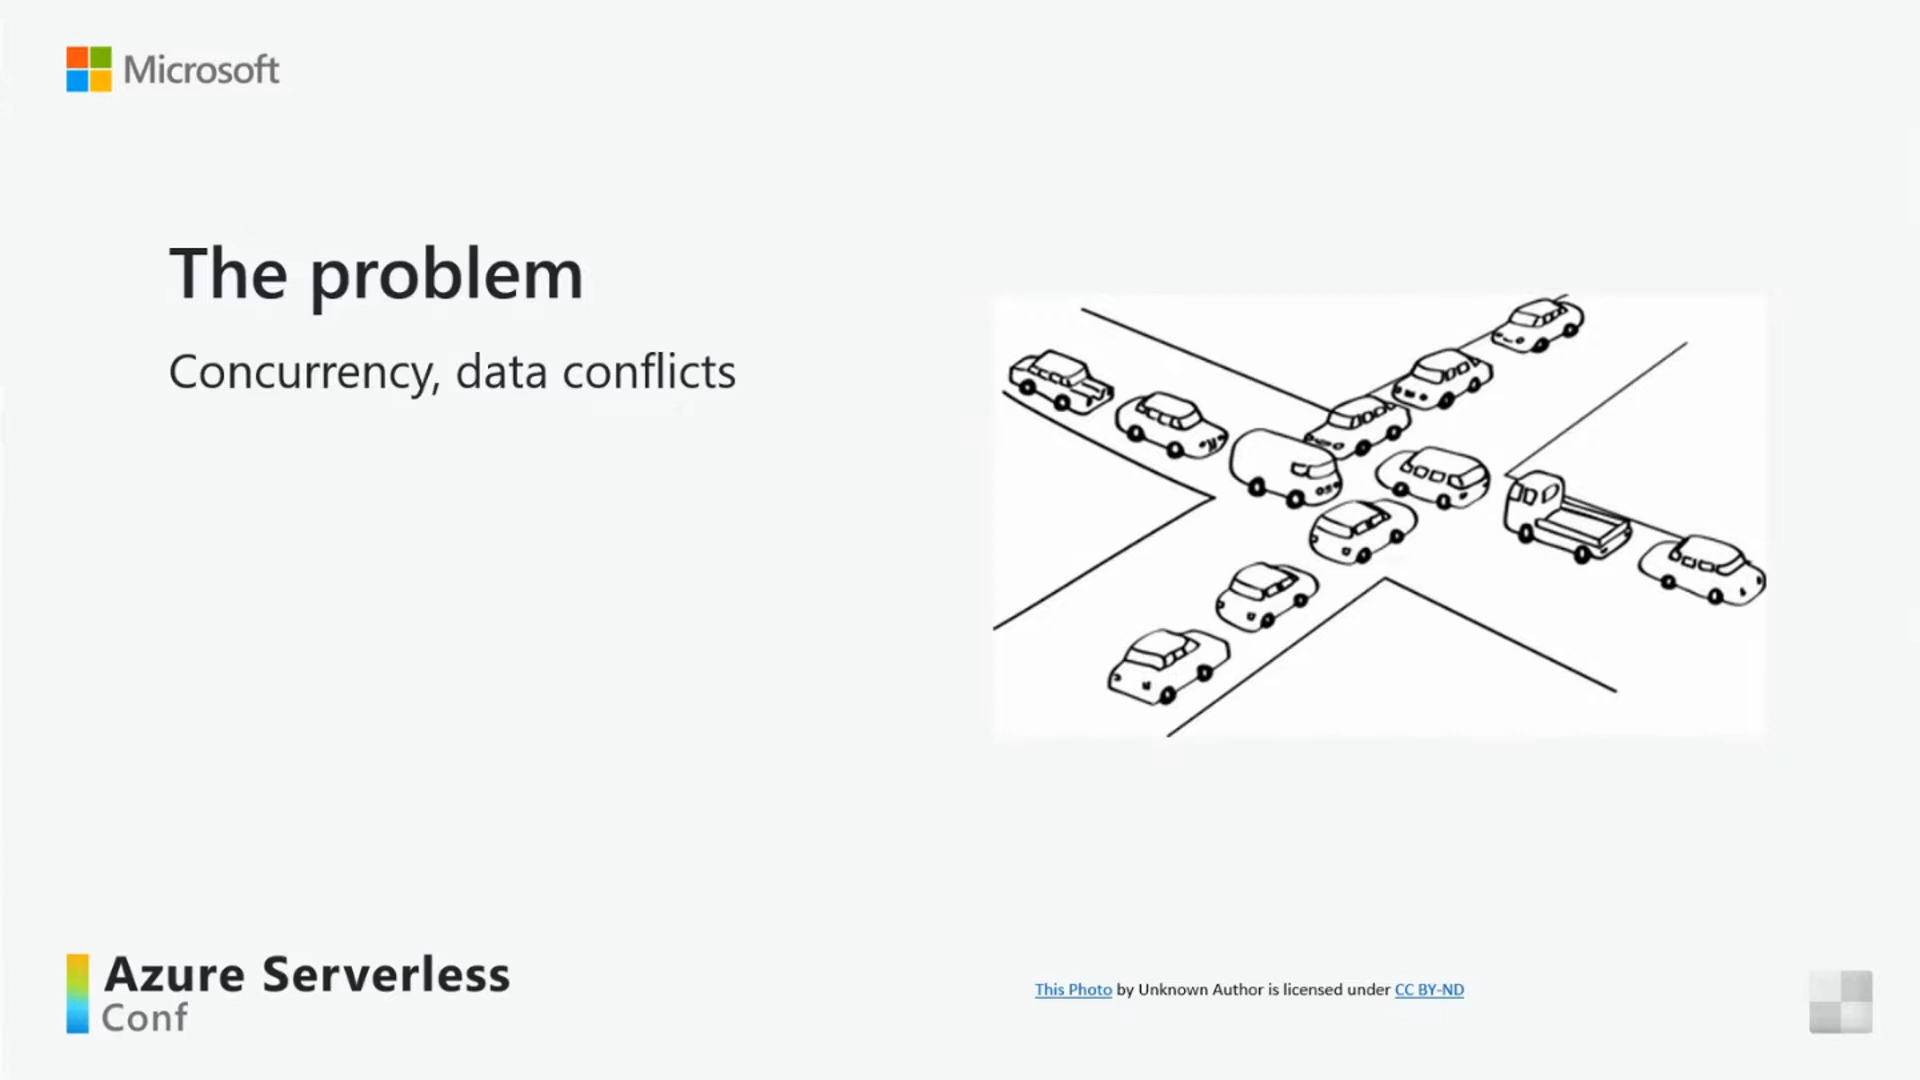 Microsoft
The problem
Concurrency, data conflicts
Azure Serverless
Conf
This Photo by Unknown Author is licensed under CC BY-ND